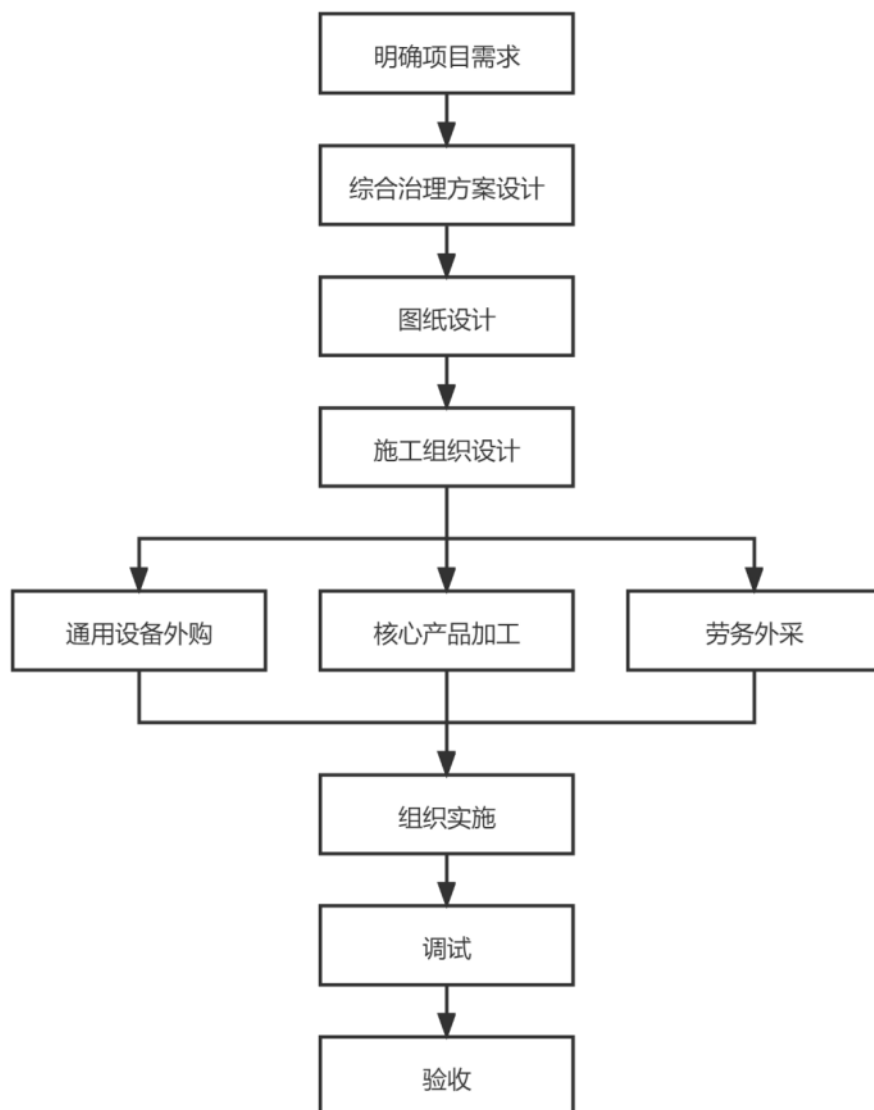 明确项目需求
综合治理方案设计
图纸设计
施工组织设计
通用设备外购
核心产品加工
劳务外采
组织实施
调试
验收